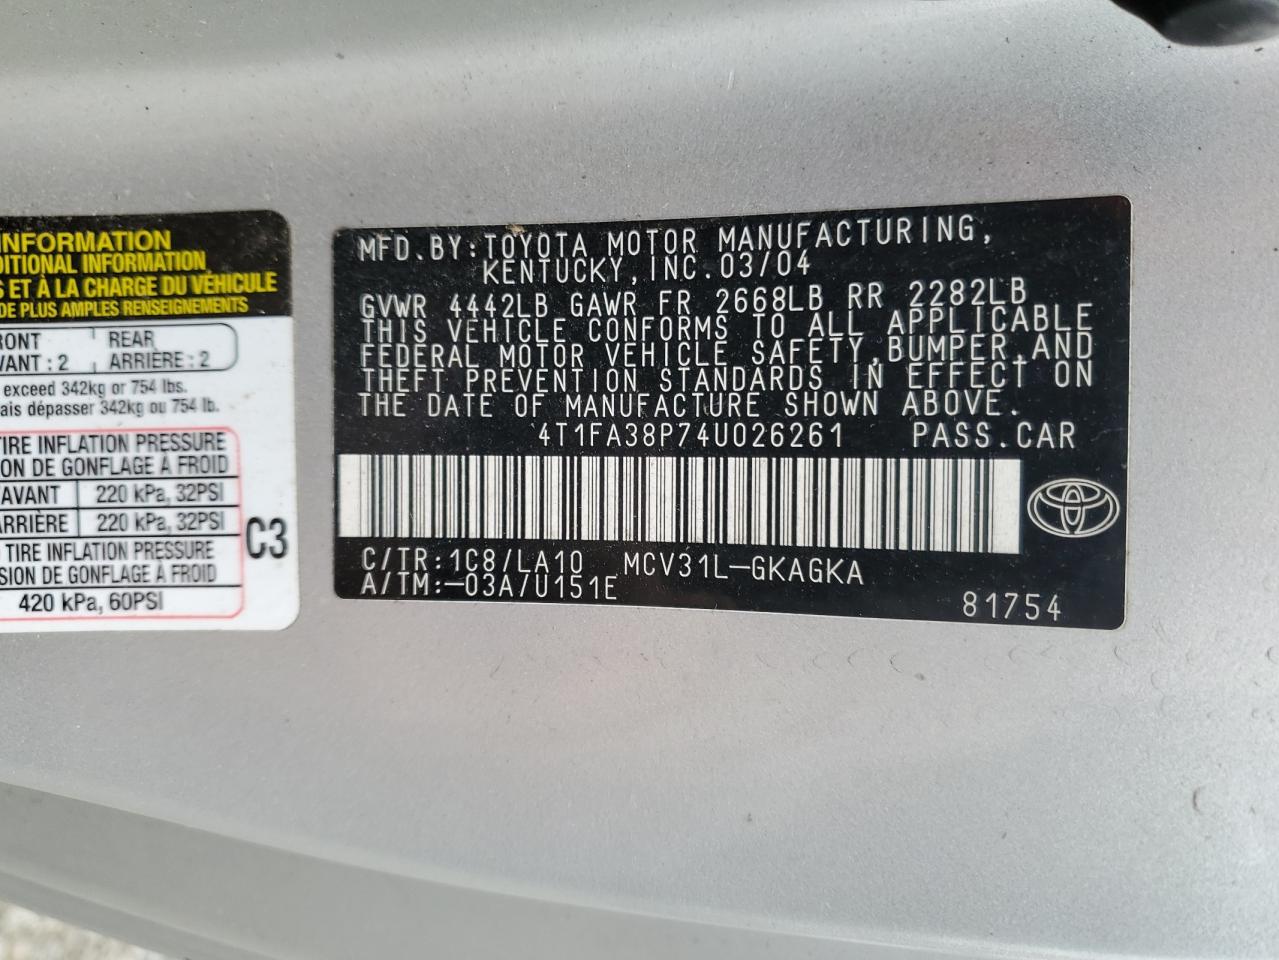 INFORMATION
DITIONAL INFORMATION
S ET À LA CHARGE DU VÉHICULE
DE PLUS AMPLES RENSEIGNEMENTS
RONT REAR
VANT : 2 ARRIÈRE : 2
exceed 342kg or 754 lbs.
ais dépasser 342kg ou 754 lb.
TIRE INFLATION PRESSURE
SION DE GONFLAGE À FROID
AVANT 220 kPa, 32PSI
ARRIÈRE 220 kPa, 32PSI
TIRE INFLATION PRESSURE
SION DE GONFLAGE À FROID
420 kPa, 60PSI
C3
MFD.BY:TOYOTA MOTOR MANUFACTURING,
KENTUCKY,INC.03/04
GVWR 4442LB GAWR FR 2668LB RR 2282LB
THIS VEHICLE CONFORMS TO ALL APPLICABLE
FEDERAL MOTOR VEHICLE SAFETY,BUMPER,AND
THEFT PREVENTION STANDARDS IN EFFECT ON
THE DATE OF MANUFACTURE SHOWN ABOVE.
4T1FA38P74U026261 PASS.CAR
C/TR:1C8/LA10 MCV31L-GKAGKA
A/TM:-03A/U151E
81754